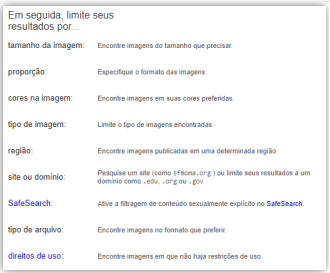 Em seguida, limite seus
resultados por...
tamanho da imagem: Encontre imagens do tamanho que precisar.
proporção: Especifique o formato das imagens.
cores na imagem: Encontre imagens em suas cores preferidas.
tipo de imagem: Limite o tipo de imagens encontradas.
região: Encontre imagens publicadas em uma determinada região.
site ou domínio: Pesquise um site (como sfmoma.org ) ou limite seus resultados a um
domínio como .edu, .org ou .gov
SafeSearch: Ative a filtragem de conteúdo sexualmente explícito no SafeSearch.
tipo de arquivo: Encontre imagens no formato que preferir.
direitos de uso: Encontre imagens em que não haja restrições de uso.